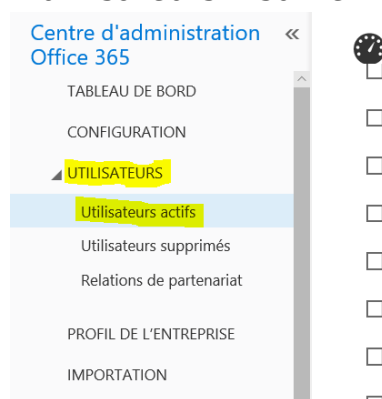 Centre d'administration
Office 365
TABLEAU DE BORD
CONFIGURATION
UTILISATEURS
Utilisateurs actifs
Utilisateurs supprimés
Relations de partenariat
PROFIL DE L'ENTREPRISE
IMPORTATION